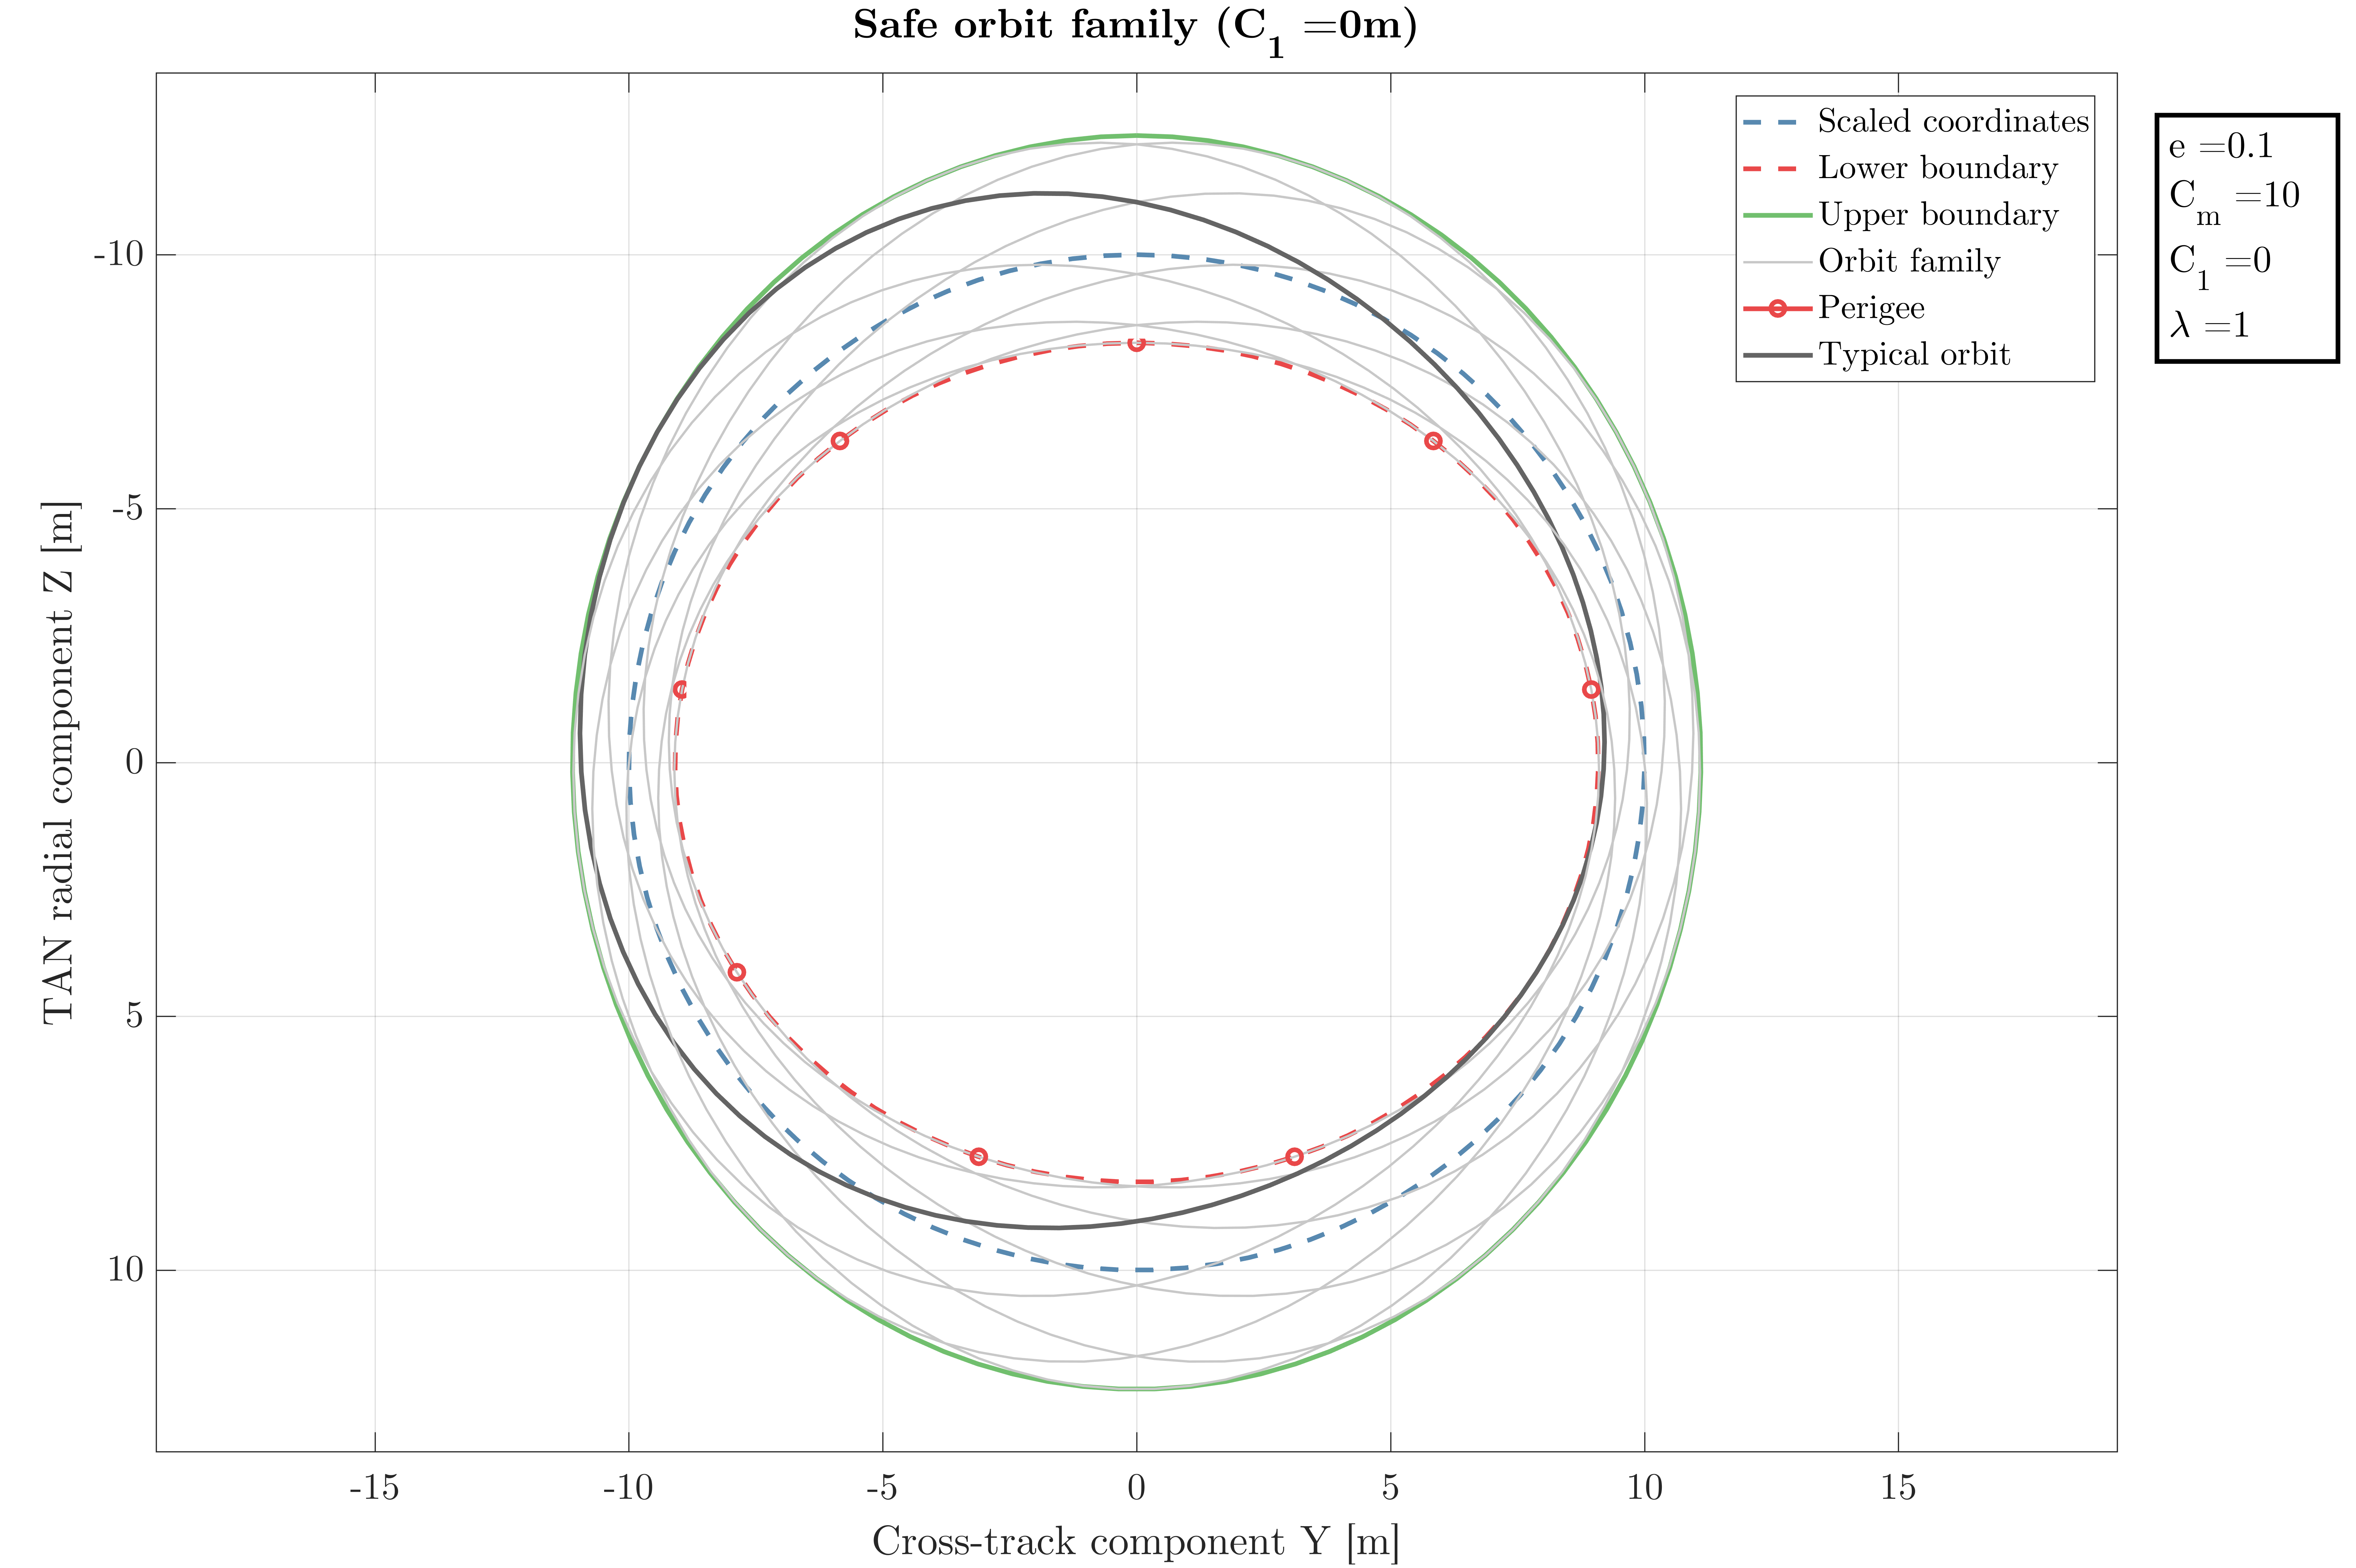 Safe orbit family (C1 =0m)
Scaled coordinates
Lower boundary
Upper boundary
Orbit family
Perigee
Typical orbit
e =0.1
Cm =10
C1 =0
λ =1
TAN radial component Z [m]
-10
-5
0
5
10
-15
-10
-5
0
5
10
15
Cross-track component Y [m]